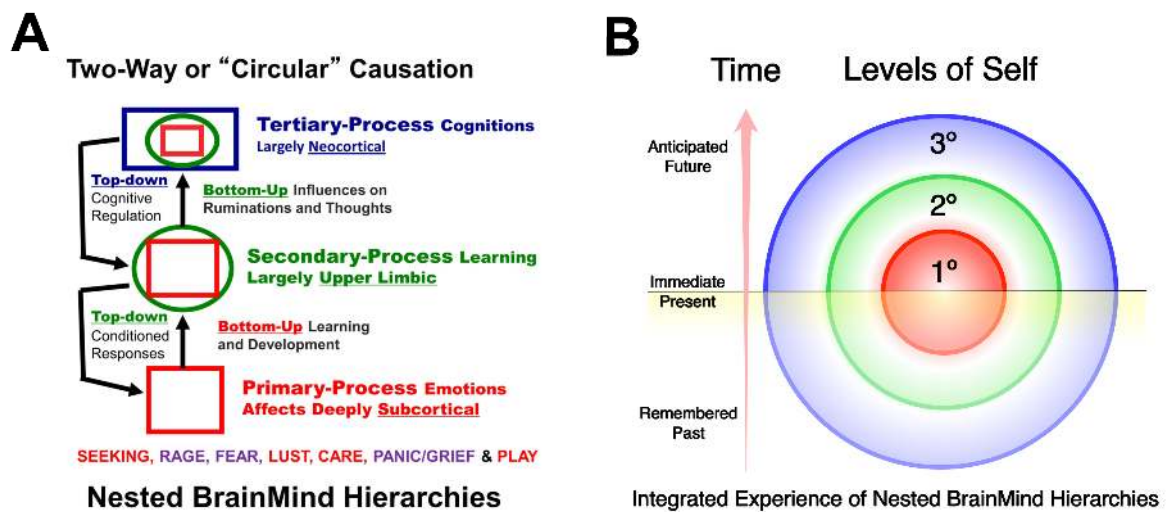 A
Two-Way or “Circular” Causation
Tertiary-Process Cognitions
Largely Neocortical
Top-down
Cognitive
Regulation
Bottom-Up Influences on
Ruminations and Thoughts
Secondary-Process Learning
Largely Upper Limbic
Top-down
Conditioned
Responses
Bottom-Up Learning
and Development
Primary-Process Emotions
Affects Deeply Subcortical
SEEKING, RAGE, FEAR, LUST, CARE, PANIC/GRIEF & PLAY
Nested BrainMind Hierarchies
B
Time
Levels of Self
Anticipated
Future
3º
2º
1º
Immediate
Present
Remembered
Past
Integrated Experience of Nested BrainMind Hierarchies